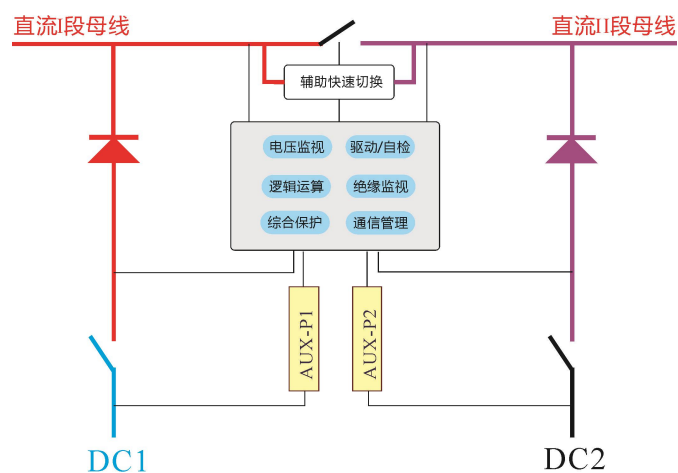 直流I段母线
直流II段母线
辅助快速切换
电压监视
驱动/自检
逻辑运算
绝缘监视
综合保护
通信管理
AUX-P1
AUX-P2
DC1
DC2